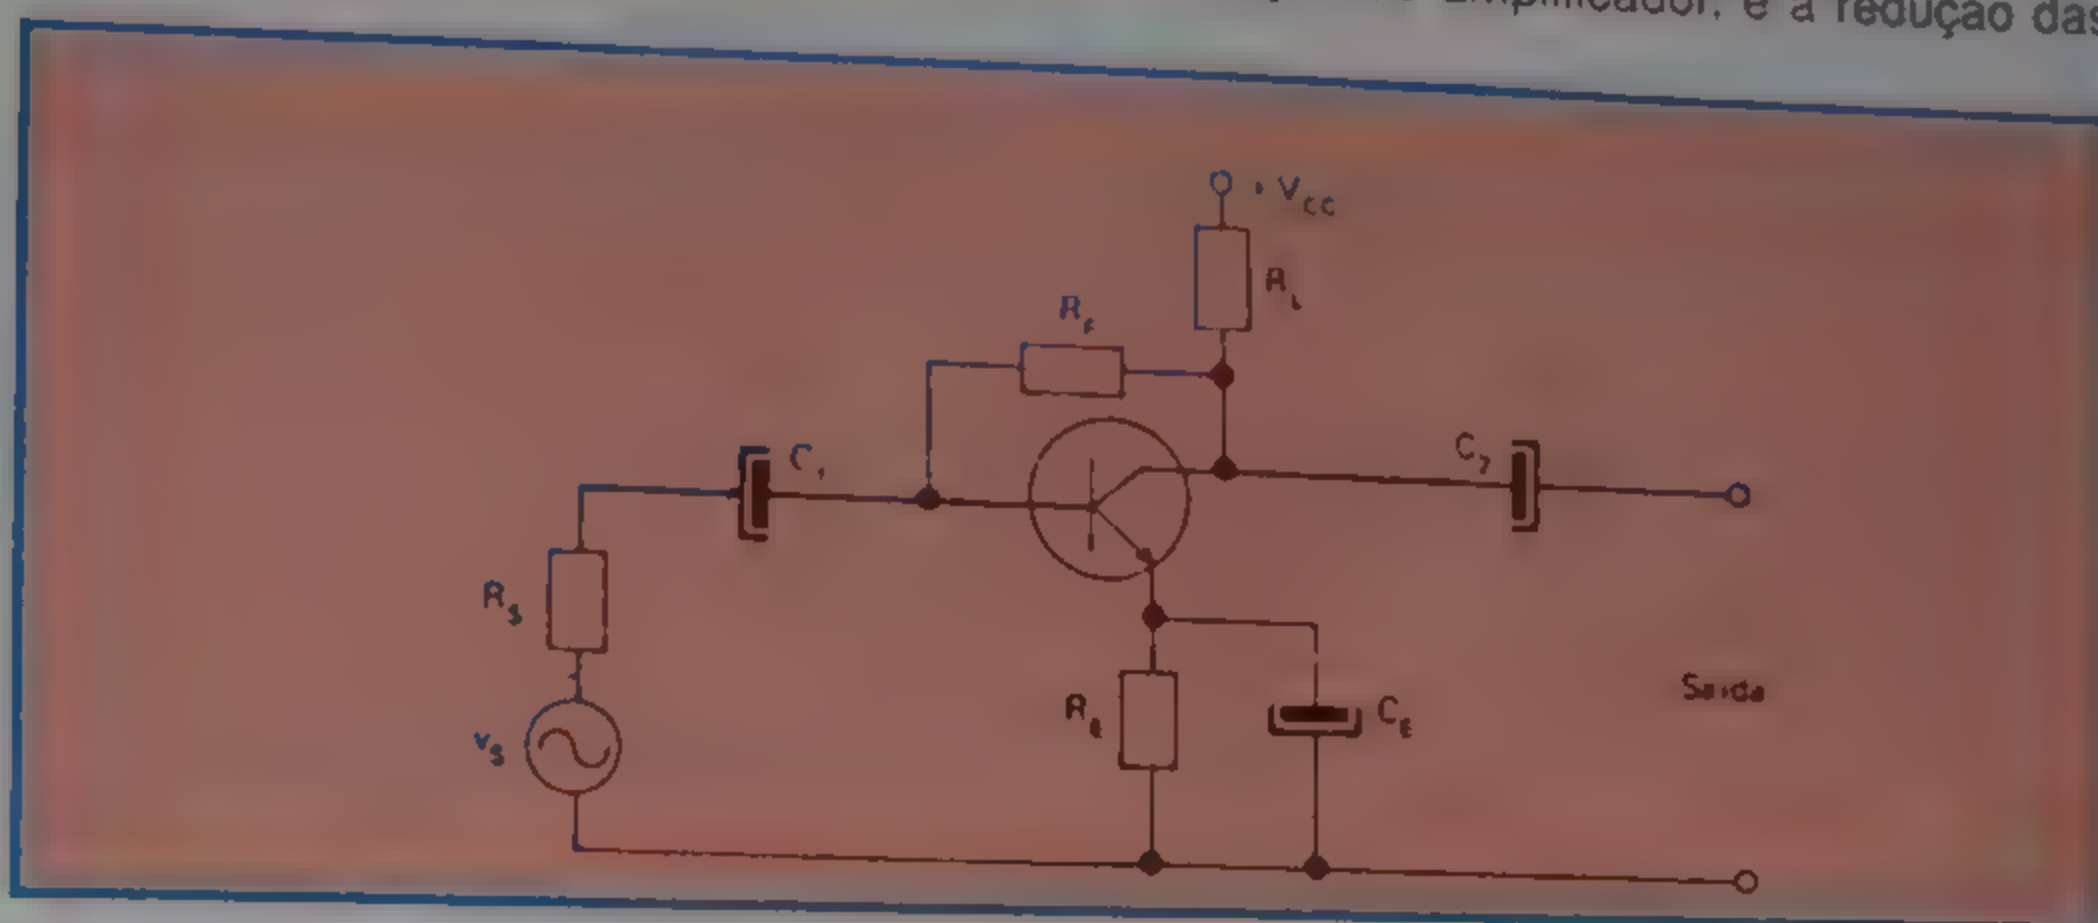 amplificador, e a redução das
+ Vcc
RL
RF
C1
C2
RS
vS
RE
CE
Saída